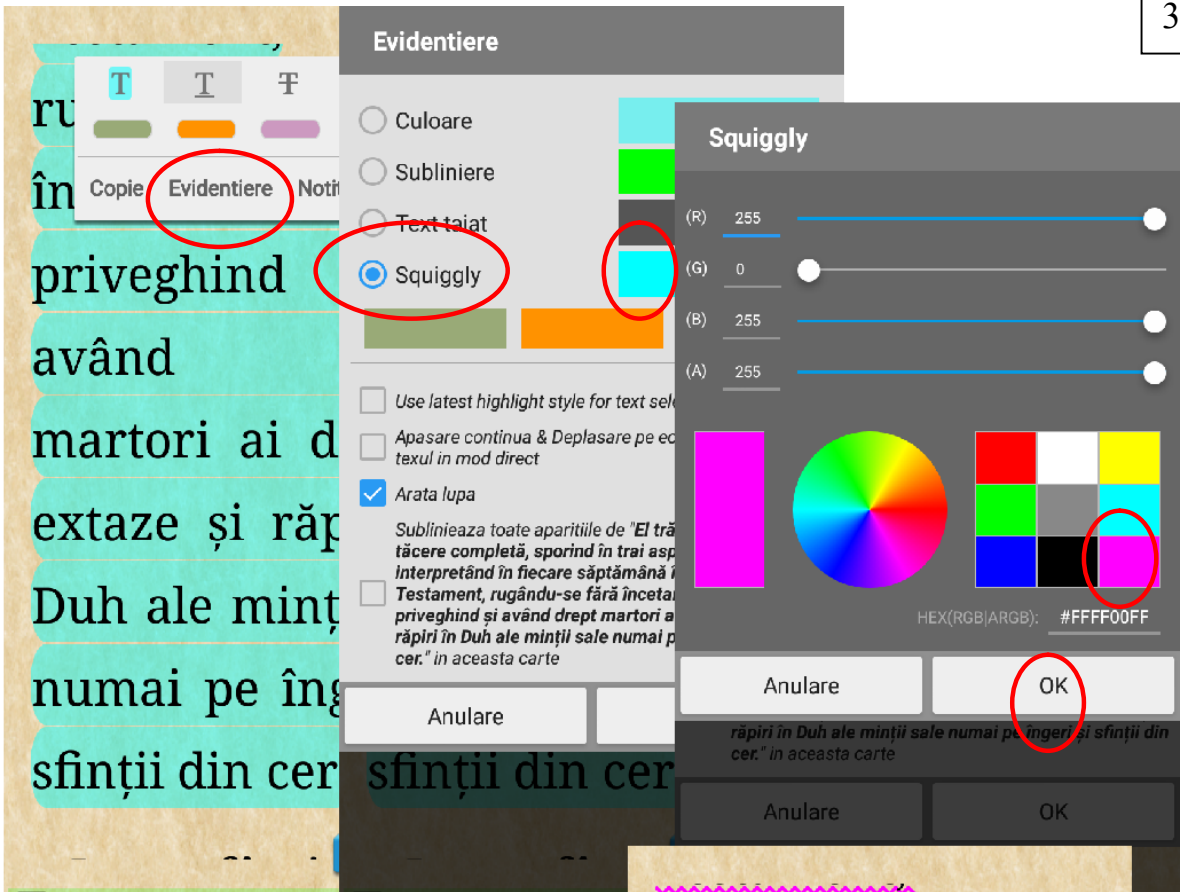 3
ru
T T T
Copie Evidentiere Notit
în
priveghind
având
martori ai d
extaze și răp
Duh ale minț
numai pe îng
sfinții din cer
Evidentiere
Culoare
Subliniere
Text taiat
Squiggly
Use latest highlight style for text sele
Apasare continua & Deplasare pe ec
texul in mod direct
Arata lupa
Sublinieaza toate aparitiile de "El tră
tăcere completă, sporind în trai asp
interpretând în fiecare săptămână î
Testament, rugându-se fără înceta
priveghind și având drept martori a
răpiri în Duh ale minții sale numai p
cer." in aceasta carte
Anulare
sfinții din cer
Squiggly
(R) 255
(G) 0
(B) 255
(A) 255
HEX(RGB|ARGB): #FFFF00FF
Anulare OK
răpiri în Duh ale minții sale numai pe îngeri și sfinții din
cer." in aceasta carte
Anulare OK